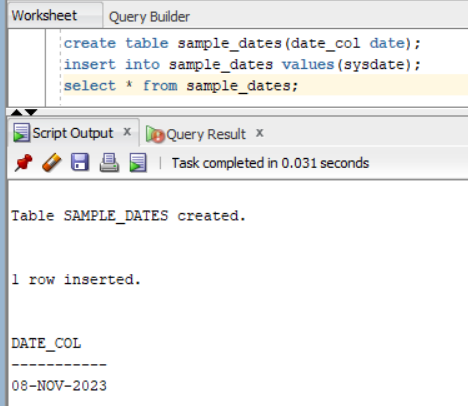 Worksheet Query Builder
create table sample_dates(date_col date);
insert into sample_dates values(sysdate);
select * from sample_dates;
Script Output x Query Result x
Task completed in 0.031 seconds
Table SAMPLE_DATES created.
1 row inserted.
DATE_COL
-----------
08-NOV-2023